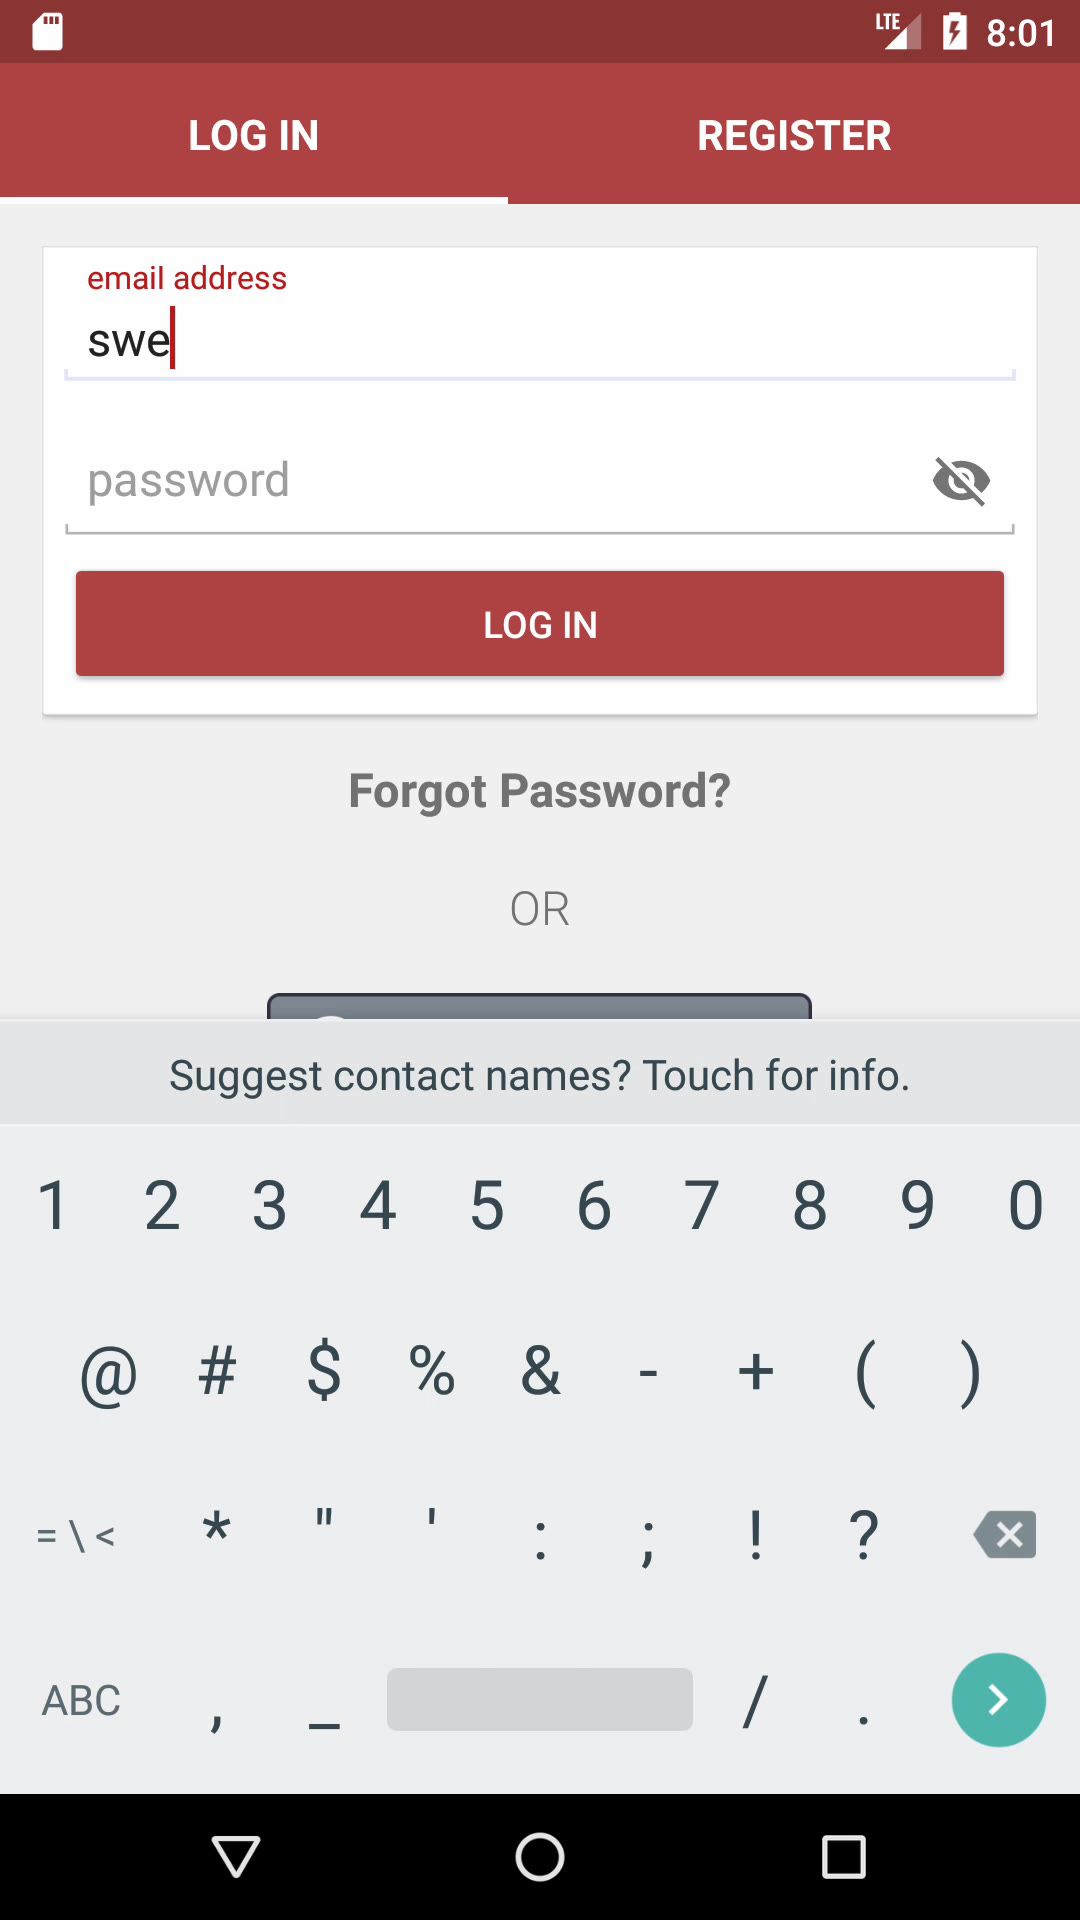 LTE 8:01
LOG IN REGISTER
email address
swe
password
LOG IN
Forgot Password?
OR
Suggest contact names? Touch for info.
1 2 3 4 5 6 7 8 9 0
@ # $ % & - + ( )
= \ < * " ' : ; ! ?
ABC , _ / .